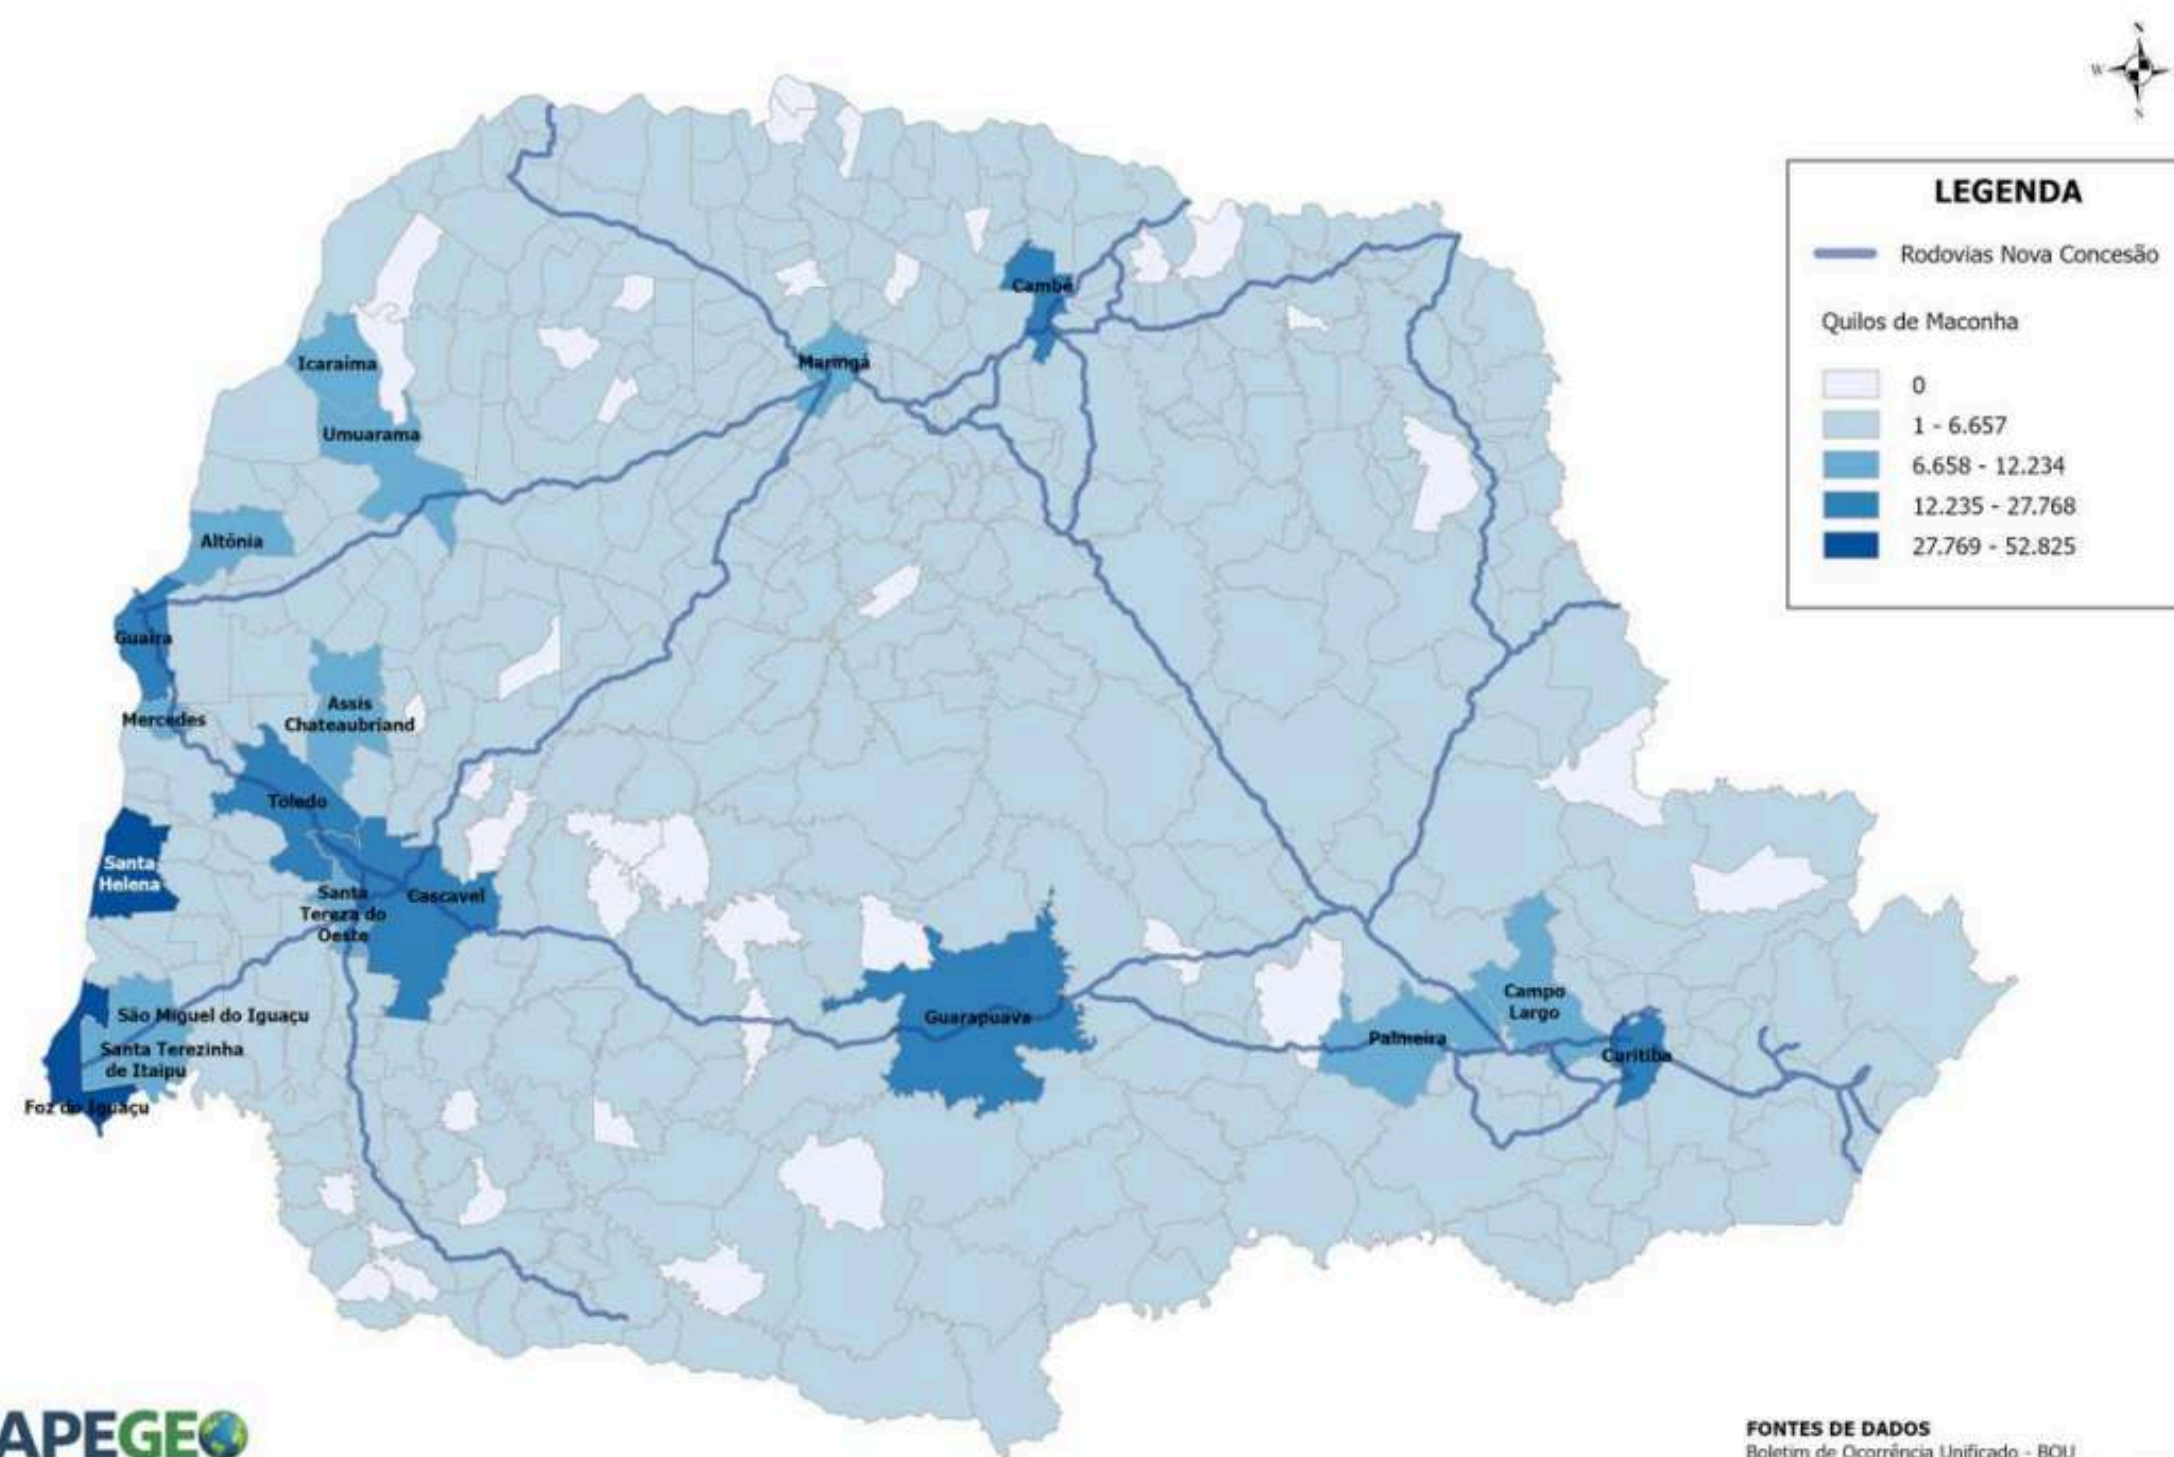 N
W
S
LEGENDA
Rodovias Nova Concesão
Quilos de Maconha
0
1 - 6.657
6.658 - 12.234
12.235 - 27.768
27.769 - 52.825
Cambé
Icaraíma
Maringá
Umuarama
Altônia
Guaíra
Mercedes
Assis
Chateaubriand
Toledo
Santa
Helena
Santa
Tereza do
Oeste
Cascavel
São Miguel do Iguaçu
Santa Terezinha
de Itaipu
Foz do Iguaçu
Guarapuava
Palmeira
Campo
Largo
Curitiba
APEGEO
FONTES DE DADOS
Boletim de Ocorrência Unificado - BOU